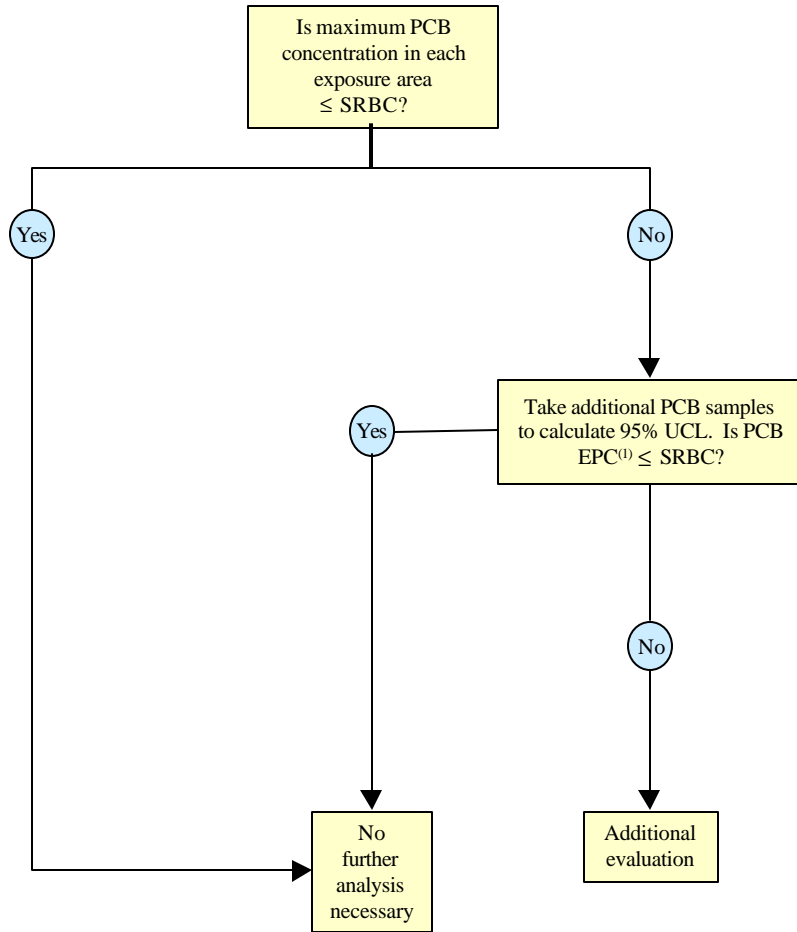 Is maximum PCB
concentration in each
exposure area
≤ SRBC?
Yes
No
Take additional PCB samples
to calculate 95% UCL. Is PCB
EPC(1) ≤ SRBC?
Yes
No
No
further
analysis
necessary
Additional
evaluation